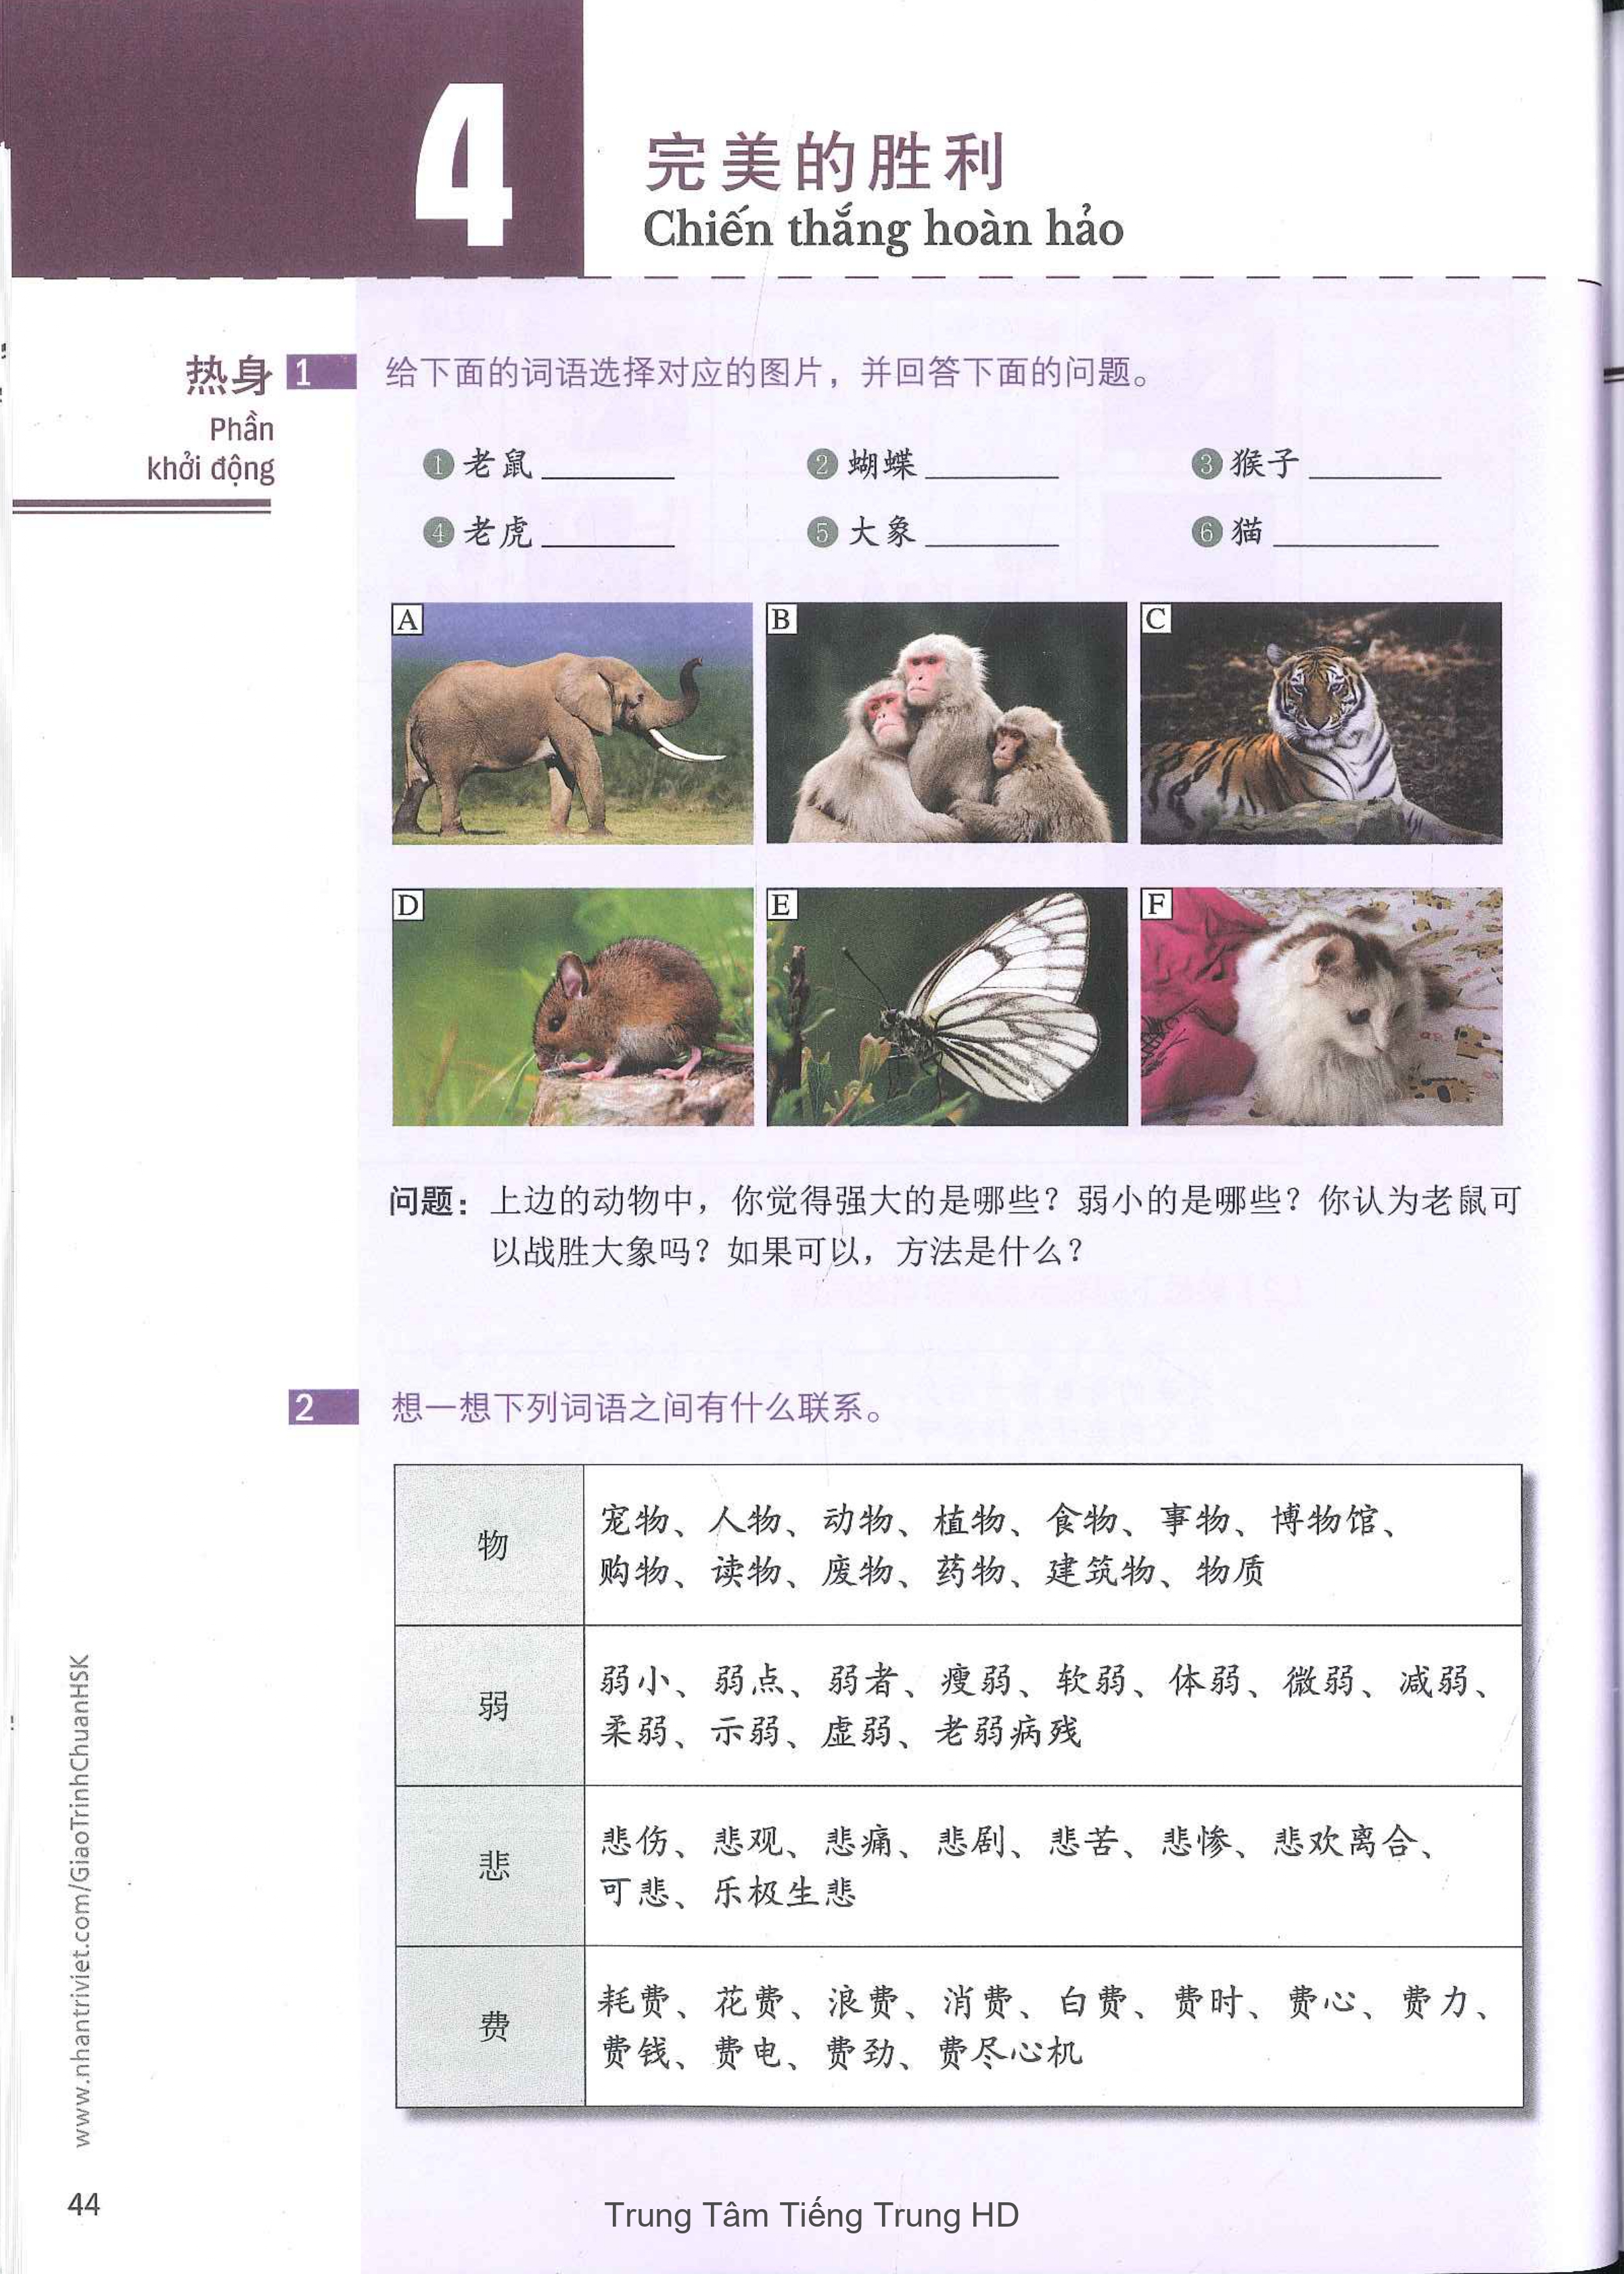 4
完美的胜利
Chiến thắng hoàn hảo
热身
Phần
khởi động
1 给下面的词语选择对应的图片，并回答下面的问题。
① 老鼠 ② 蝴蝶 ③ 猴子
④ 老虎 ⑤ 大象 ⑥ 猫
A B C
D E F
问题：上边的动物中，你觉得强大的是哪些？弱小的是哪些？你认为老鼠可
以战胜大象吗？如果可以，方法是什么？
2 想一想下列词语之间有什么联系。
物
宠物、人物、动物、植物、食物、事物、博物馆、
购物、读物、废物、药物、建筑物、物质
弱
弱小、弱点、弱者、瘦弱、软弱、体弱、微弱、减弱、
柔弱、示弱、虚弱、老弱病残
悲
悲伤、悲观、悲痛、悲剧、悲苦、悲惨、悲欢离合、
可悲、乐极生悲
费
耗费、花费、浪费、消费、白费、费时、费心、费力、
费钱、费电、费劲、费尽心机
www.nhantriviet.com/GiaoTrinhChuanHSK
44
Trung Tâm Tiếng Trung HD